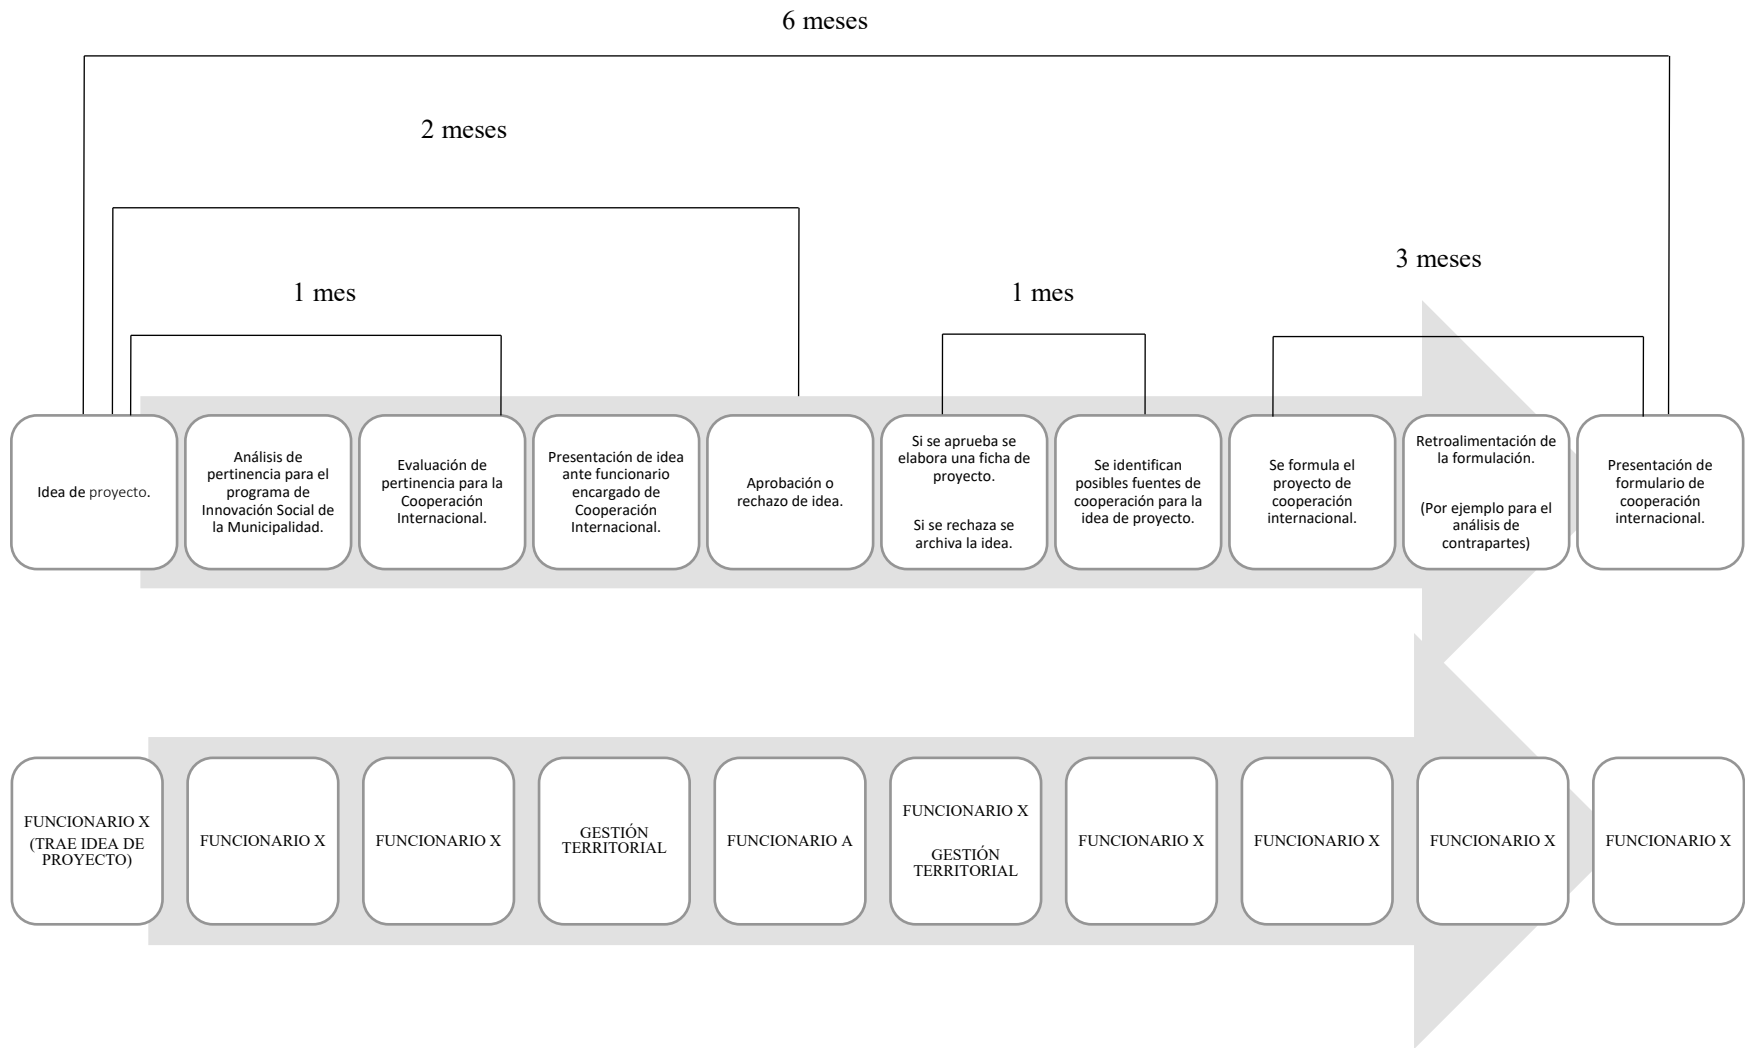 6 meses
2 meses
3 meses
1 mes
1 mes
Idea de proyecto.
Análisis de
pertinencia para el
programa de
Innovación Social de
la Municipalidad.
Evaluación de
pertinencia para la
Cooperación
Internacional.
Presentación de idea
ante funcionario
encargado de
Cooperación
Internacional.
Aprobación o
rechazo de idea.
Si se aprueba se
elabora una ficha de
proyecto.
Si se rechaza se
archiva la idea.
Se identifican
posibles fuentes de
cooperación para la
idea de proyecto.
Se formula el
proyecto de
cooperación
internacional.
Retroalimentación de
la formulación.
(Por ejemplo para el
análisis de
contrapartes)
Presentación de
formulario de
cooperación
internacional.
FUNCIONARIO X
(TRAE IDEA DE
PROYECTO)
FUNCIONARIO X
FUNCIONARIO X
GESTIÓN
TERRITORIAL
FUNCIONARIO A
FUNCIONARIO X
GESTIÓN
TERRITORIAL
FUNCIONARIO X
FUNCIONARIO X
FUNCIONARIO X
FUNCIONARIO X